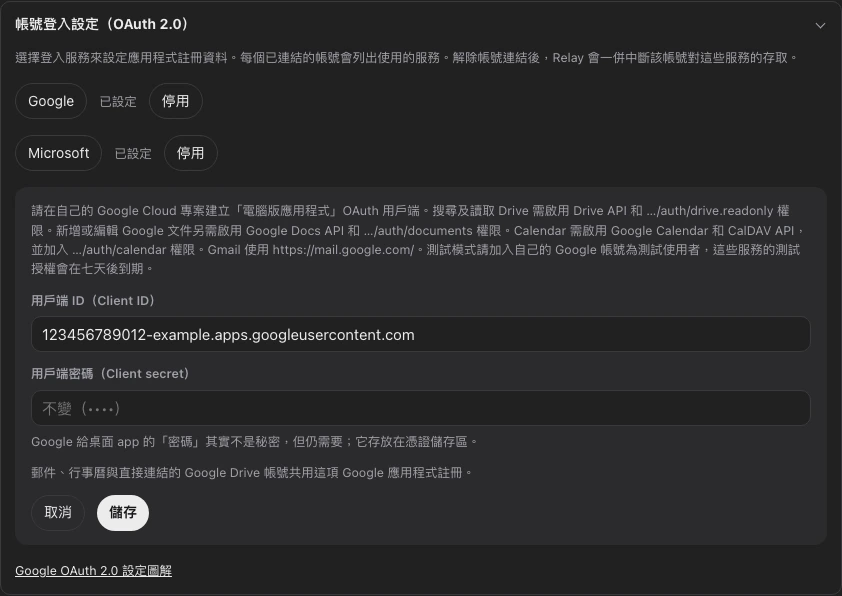 帳號登入設定（OAuth 2.0）
選擇登入服務來設定應用程式註冊資料。每個已連結的帳號會列出使用的服務。解除帳號連結後，Relay 會一併中斷該帳號對這些服務的存取。
Google 已設定 停用
Microsoft 已設定 停用
請在自己的 Google Cloud 專案建立「電腦版應用程式」OAuth 用戶端。搜尋及讀取 Drive 需啟用 Drive API 和 …/auth/drive.readonly 權
限。新增或編輯 Google 文件另需啟用 Google Docs API 和 …/auth/documents 權限。Calendar 需啟用 Google Calendar 和 CalDAV API，
並加入 …/auth/calendar 權限。Gmail 使用 https://mail.google.com/。測試模式請加入自己的 Google 帳號為測試使用者，這些服務的測試
授權會在七天後到期。
用戶端 ID（Client ID）
123456789012-example.apps.googleusercontent.com
用戶端密碼（Client secret）
不變（····）
Google 給桌面 app 的「密碼」其實不是秘密，但仍需要；它存放在憑證儲存區。
郵件、行事曆與直接連結的 Google Drive 帳號共用這項 Google 應用程式註冊。
取消 儲存
Google OAuth 2.0 設定圖解